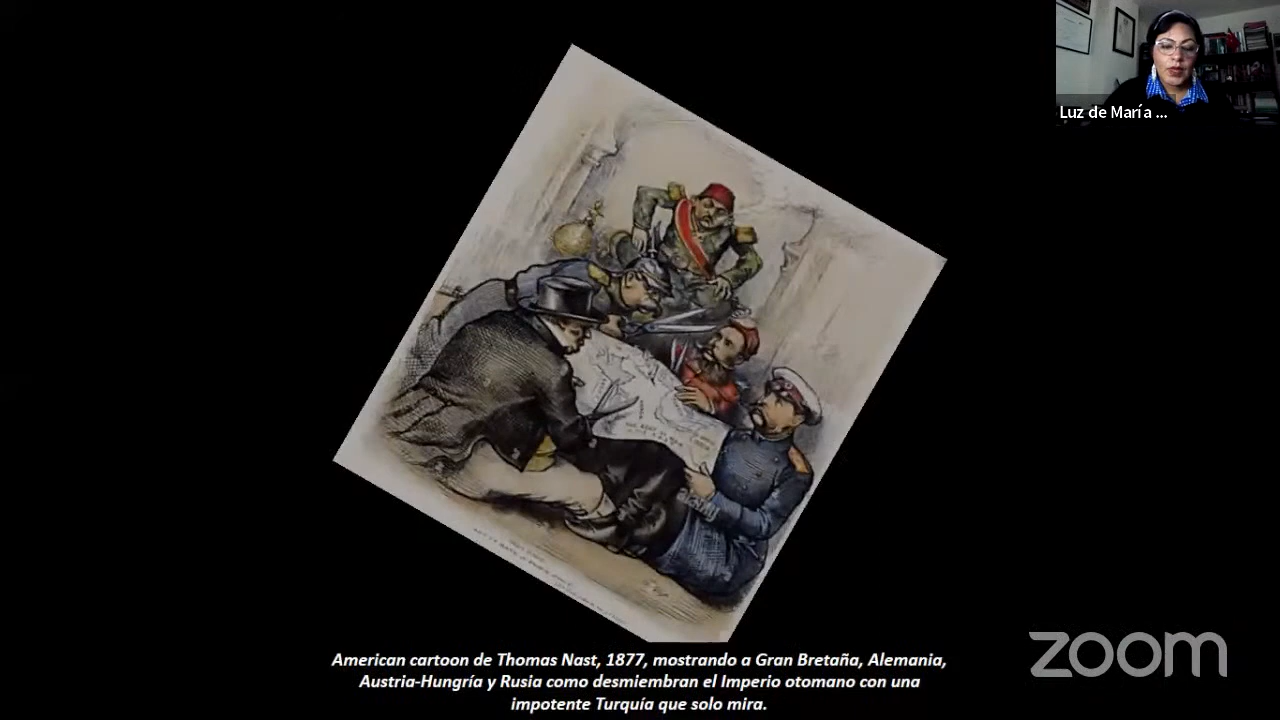 Luz de María ...
zoom
American cartoon de Thomas Nast, 1877, mostrando a Gran Bretaña, Alemania,
Austria-Hungría y Rusia como desmiembran el Imperio otomano con una
impotente Turquía que solo mira.